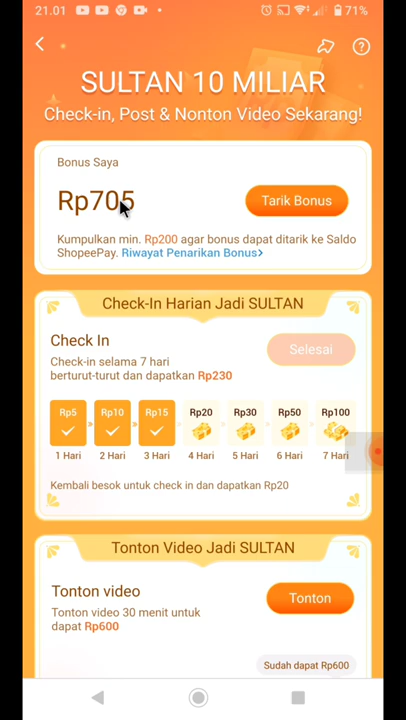 21.01
71%
SULTAN 10 MILIAR
Check-in, Post & Nonton Video Sekarang!
Bonus Saya
Rp705
Tarik Bonus
Kumpulkan min. Rp200 agar bonus dapat ditarik ke Saldo
ShopeePay. Riwayat Penarikan Bonus>
Check-In Harian Jadi SULTAN
Check In
Selesai
Check-in selama 7 hari
berturut-turut dan dapatkan Rp230
Rp5 Rp10 Rp15 Rp20 Rp30 Rp50 Rp100
1 Hari 2 Hari 3 Hari 4 Hari 5 Hari 6 Hari 7 Hari
Kembali besok untuk check in dan dapatkan Rp20
Tonton Video Jadi SULTAN
Tonton video
Tonton
Tonton video 30 menit untuk
dapat Rp600
Sudah dapat Rp600